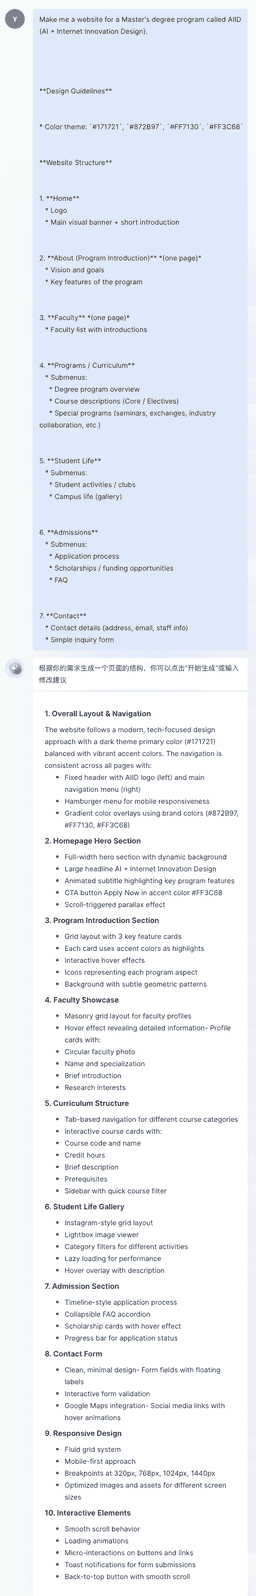 Y
Make me a website for a Master's degree program called AIID
(AI + Internet Innovation Design).
**Design Guidelines**
* Color theme: `#171721`, `#872B97`, `#FF7130`, `#FF3C68`
**Website Structure**
1. **Home**
* Logo
* Main visual banner + short introduction
2. **About (Program Introduction)** *(one page)*
* Vision and goals
* Key features of the program
3. **Faculty** *(one page)*
* Faculty list with introductions
4. **Programs / Curriculum**
* Submenus:
* Degree program overview
* Course descriptions (Core / Electives)
* Special programs (seminars, exchanges, industry
collaboration, etc.)
5. **Student Life**
* Submenus:
* Student activities / clubs
* Campus life (gallery)
6. **Admissions**
* Submenu:
* Application process
* Scholarships / funding opportunities
* FAQ
7. **Contact**
* Contact details (address, email, staff info)
* Simple inquiry form
根据你的需求生成一个页面的结构，你可以点击"开始生成"或输入
修改建议
1. Overall Layout & Navigation
The website follows a modern, tech-focused design
approach with a dark theme primary color (#171721)
balanced with vibrant accent colors. The navigation is
consistent across all pages with:
• Fixed header with AIID logo (left) and main
navigation menu (right)
• Hamburger menu for mobile responsiveness
• Gradient color overlays using brand colors (#872B97,
#FF7130, #FF3C68)
2. Homepage Hero Section
• Full-width hero section with dynamic background
• Large headline AI + Internet Innovation Design
• Animated subtitle highlighting key program features
• CTA button Apply Now in accent color #FF3C68
• Scroll-triggered parallax effect
3. Program Introduction Section
• Grid layout with 3 key feature cards
• Each card uses accent colors as highlights
• Interactive hover effects
• Icons representing each program aspect
• Background with subtle geometric patterns
4. Faculty Showcase
• Masonry grid layout for faculty profiles
• Hover effect revealing detailed information- Profile
cards with:
• Circular faculty photo
• Name and specialization
• Brief introduction
• Research interests
5. Curriculum Structure
• Tab-based navigation for different course categories
• Interactive course cards with:
• Course code and name
• Credit hours
• Brief description
• Prerequisites
• Sidebar with quick course filter
6. Student Life Gallery
• Instagram-style grid layout
• Lightbox image viewer
• Category filters for different activities
• Lazy loading for performance
• Hover overlay with description
7. Admission Section
• Timeline-style application process
• Collapsible FAQ accordion
• Scholarship cards with hover effect
• Progress bar for application status
8. Contact Form
• Clean, minimal design- Form fields with floating
labels
• Interactive form validation
• Google Maps integration- Social media links with
hover animations
9. Responsive Design
• Fluid grid system
• Mobile-first approach
• Breakpoints at 320px, 768px, 1024px, 1440px
• Optimized images and assets for different screen
sizes
10. Interactive Elements
• Smooth scroll behavior
• Loading animations
• Micro-interactions on buttons and links
• Toast notifications for form submissions
• Back-to-top button with smooth scroll